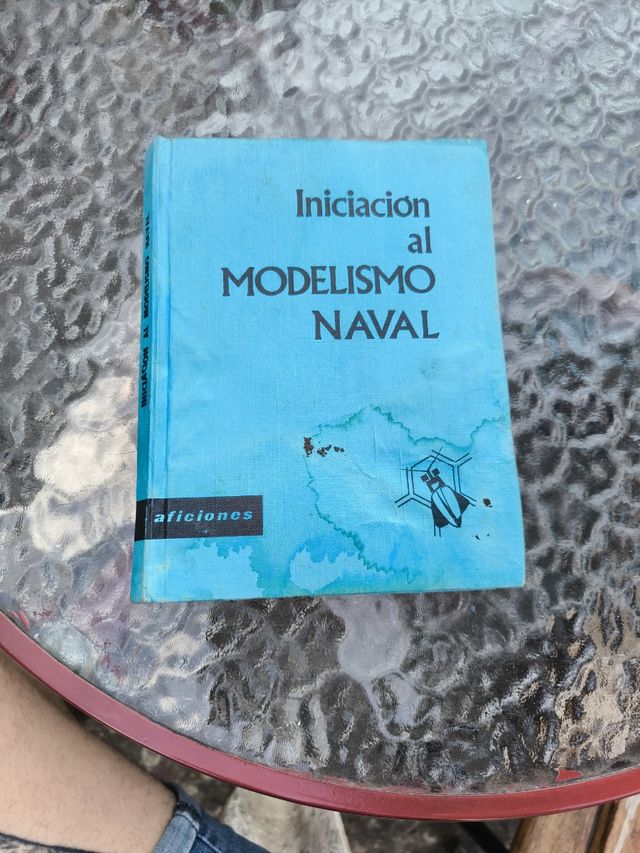 Iniciación
al
MODELISMO
NAVAL
aficiones
INICIACION AL MODELISMO NAVAL